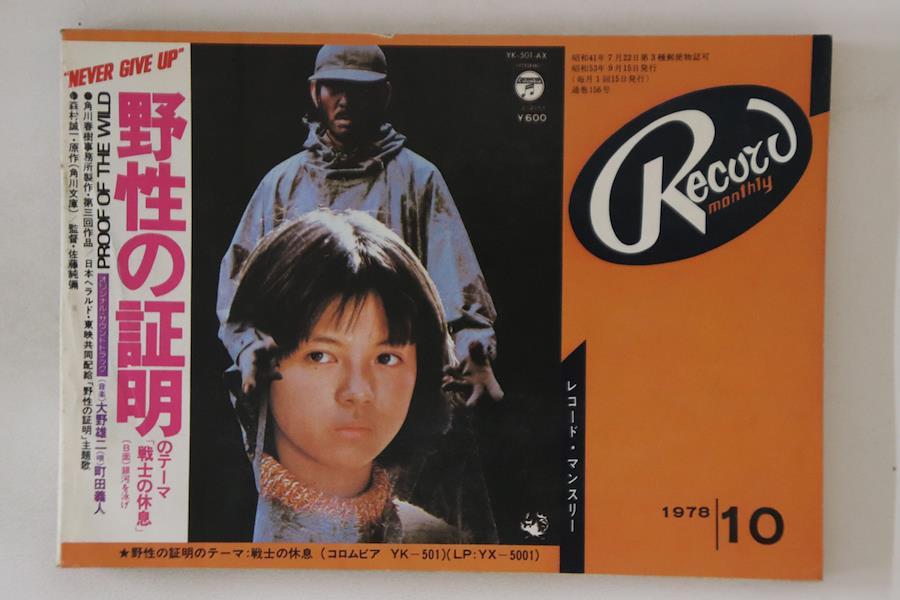 "NEVER GIVE UP"
野性の証明
のテーマ
「戦士の休息」
(B面)銀河を泳げ
PROOF OF THE WILD
オリジナル・サウンドトラック
(音楽)大野雄二(唄)町田義人
●角川春樹事務所製作・第三回作品/日本ヘラルド・東映共同配給「野性の証明」主題歌
●森村誠一・原作(角川文庫)/監督・佐藤純彌
YK-501-AX
Columbia
¥600
★野性の証明のテーマ:戦士の休息(コロムビア YK-501)(LP:YX-5001)
昭和41年7月22日第3種郵便物認可
昭和53年9月15日発行
(毎月1回15日発行)
通巻156号
Record
monthly
レコード・マンスリー
1978 10